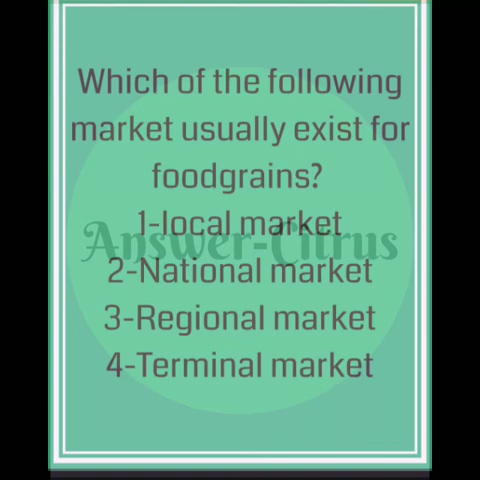 Which of the following
market usually exist for
foodgrains?
1-local market
Answer-Citrus
2-National market
3-Regional market
4-Terminal market